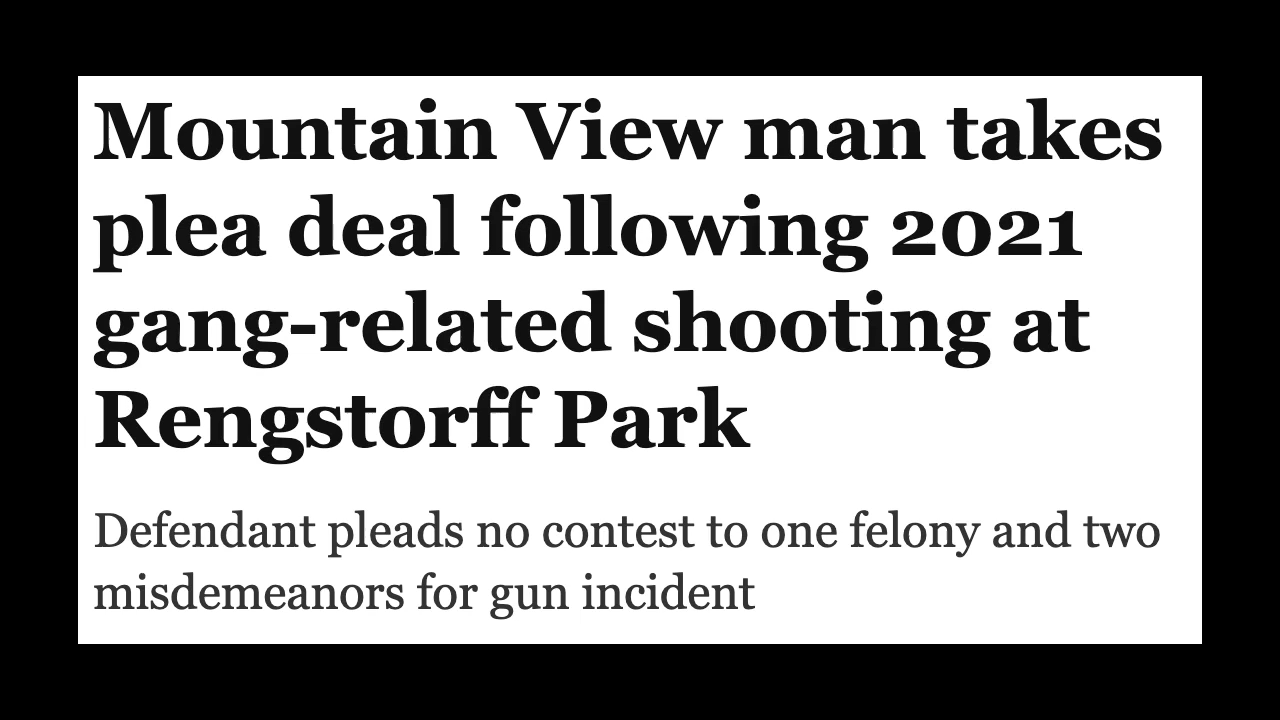 Mountain View man takes
plea deal following 2021
gang-related shooting at
Rengstorff Park
Defendant pleads no contest to one felony and two
misdemeanors for gun incident